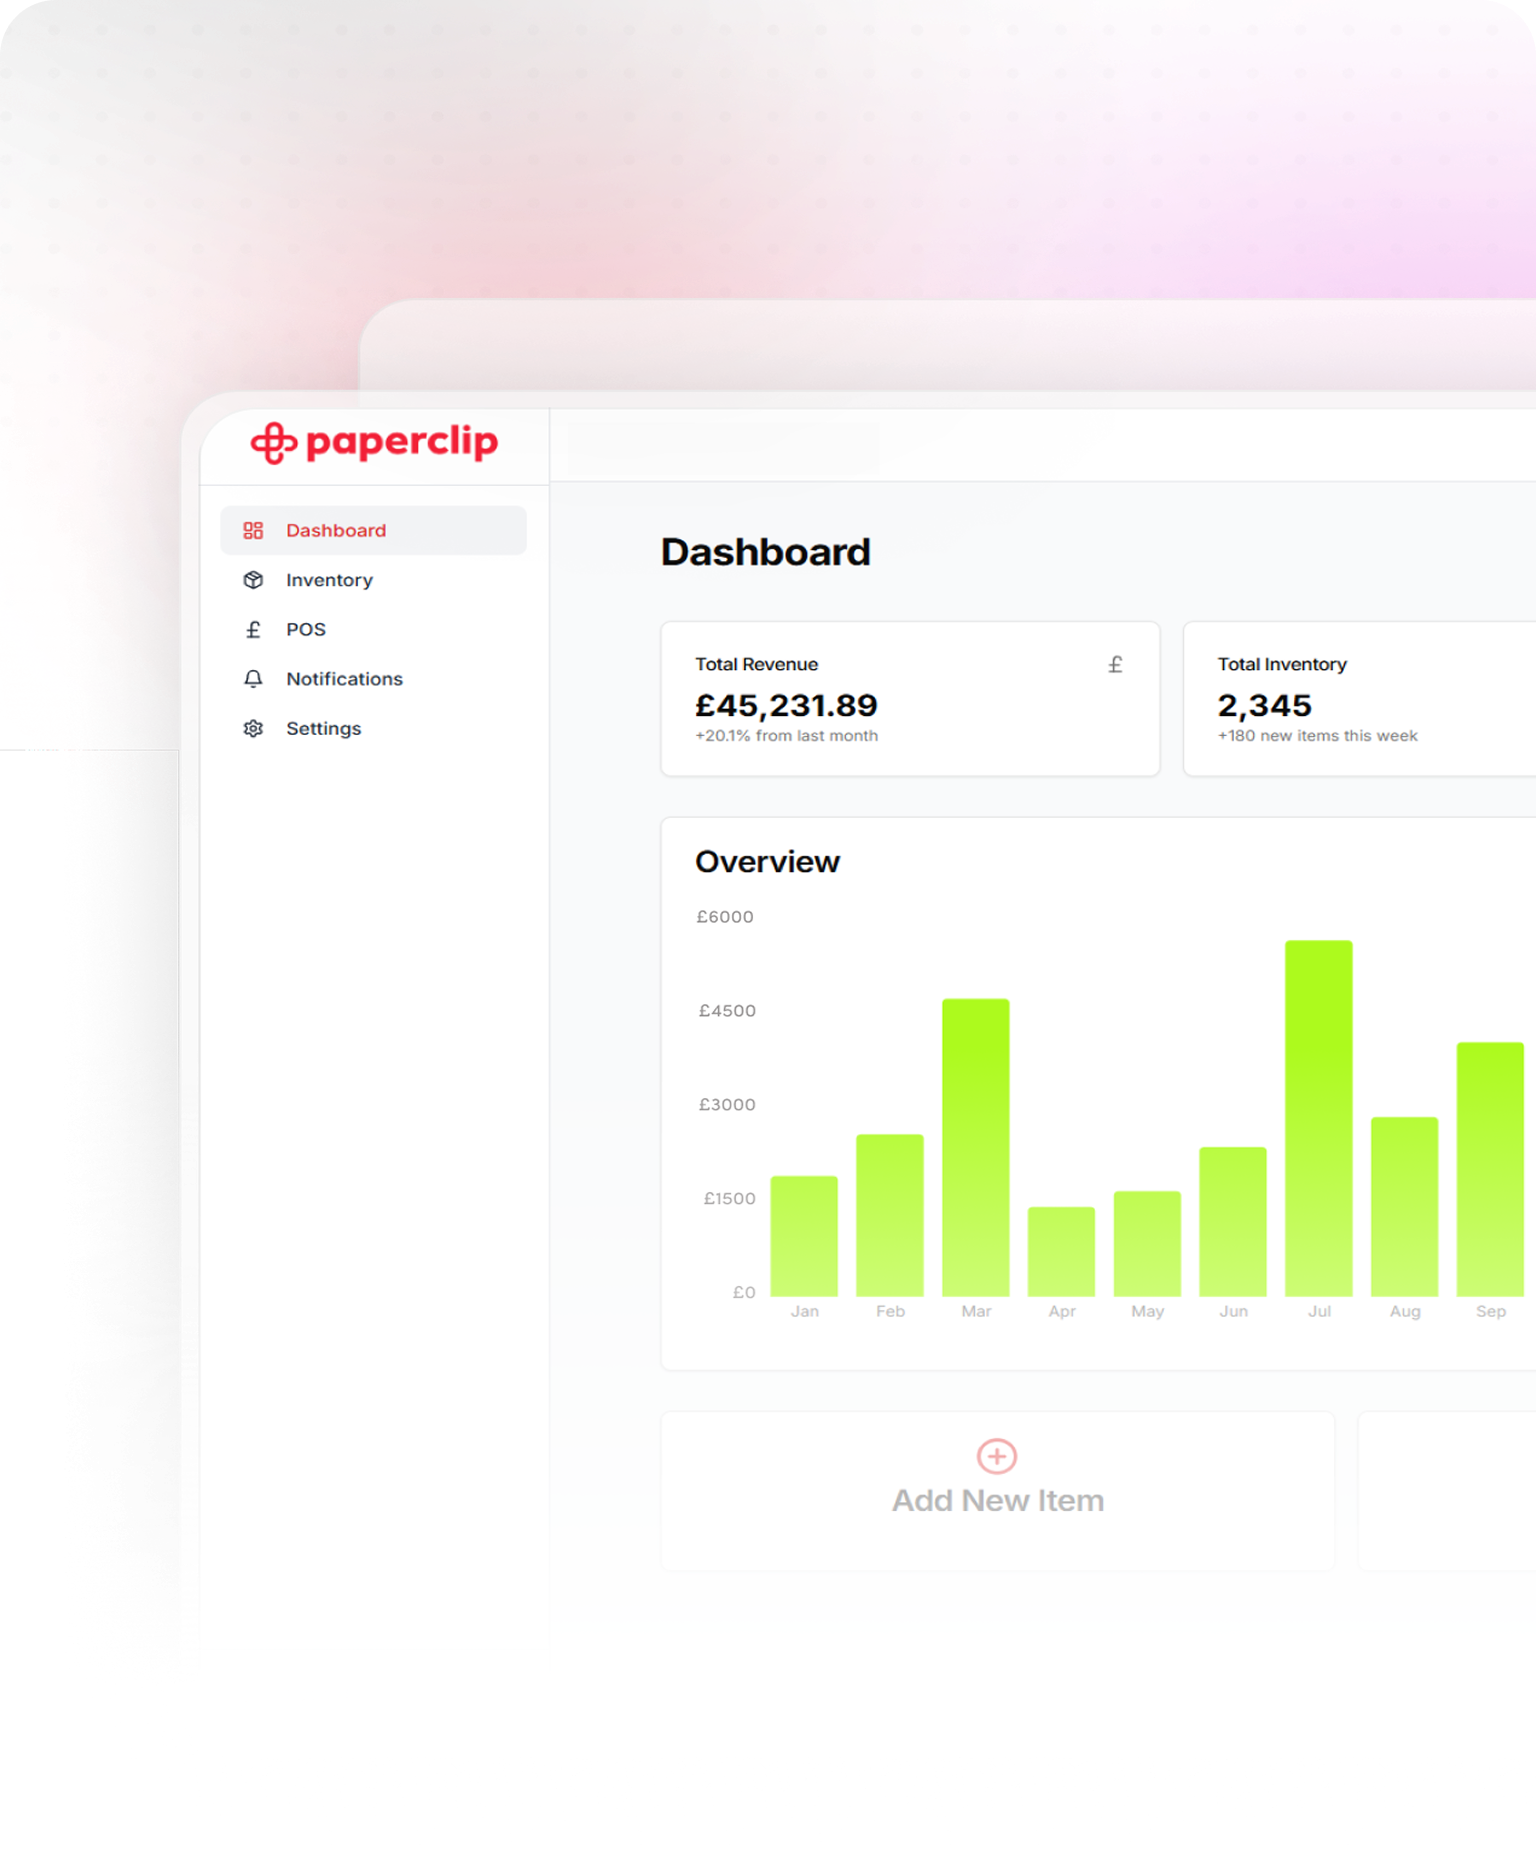 paperclip
Dashboard
Inventory
POS
Notifications
Settings
Dashboard
Total Revenue
£
£45,231.89
+20.1% from last month
Total Inventory
2,345
+180 new items this week
Overview
£6000
£4500
£3000
£1500
£0
Jan Feb Mar Apr May Jun Jul Aug Sep
Add New Item